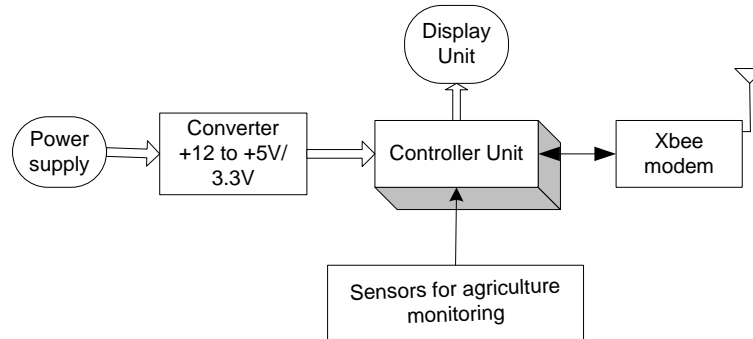 Display
Unit
Power
supply
Converter
+12 to +5V/
3.3V
Controller Unit
Xbee
modem
Sensors for agriculture
monitoring